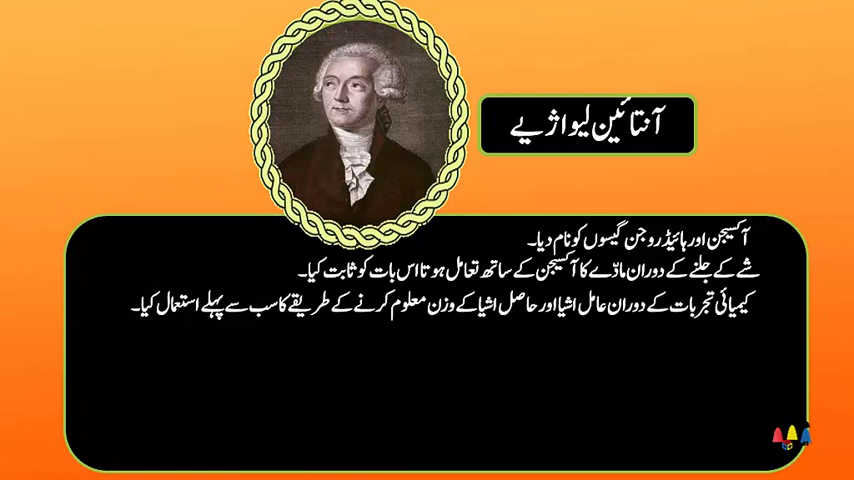 آنتائین لیواژیے
آکسیجن اور ہائیڈروجن گیسوں کو نام دیا۔
شے کے جلنے کے دوران مادّے کا آکسیجن کے ساتھ تعامل ہوتا اس بات کو ثابت کیا۔
کیمیائی تجربات کے دوران عامل اشیا اور حاصل اشیا کے وزن معلوم کرنے کے طریقے کا سب سے پہلے استعمال کیا۔